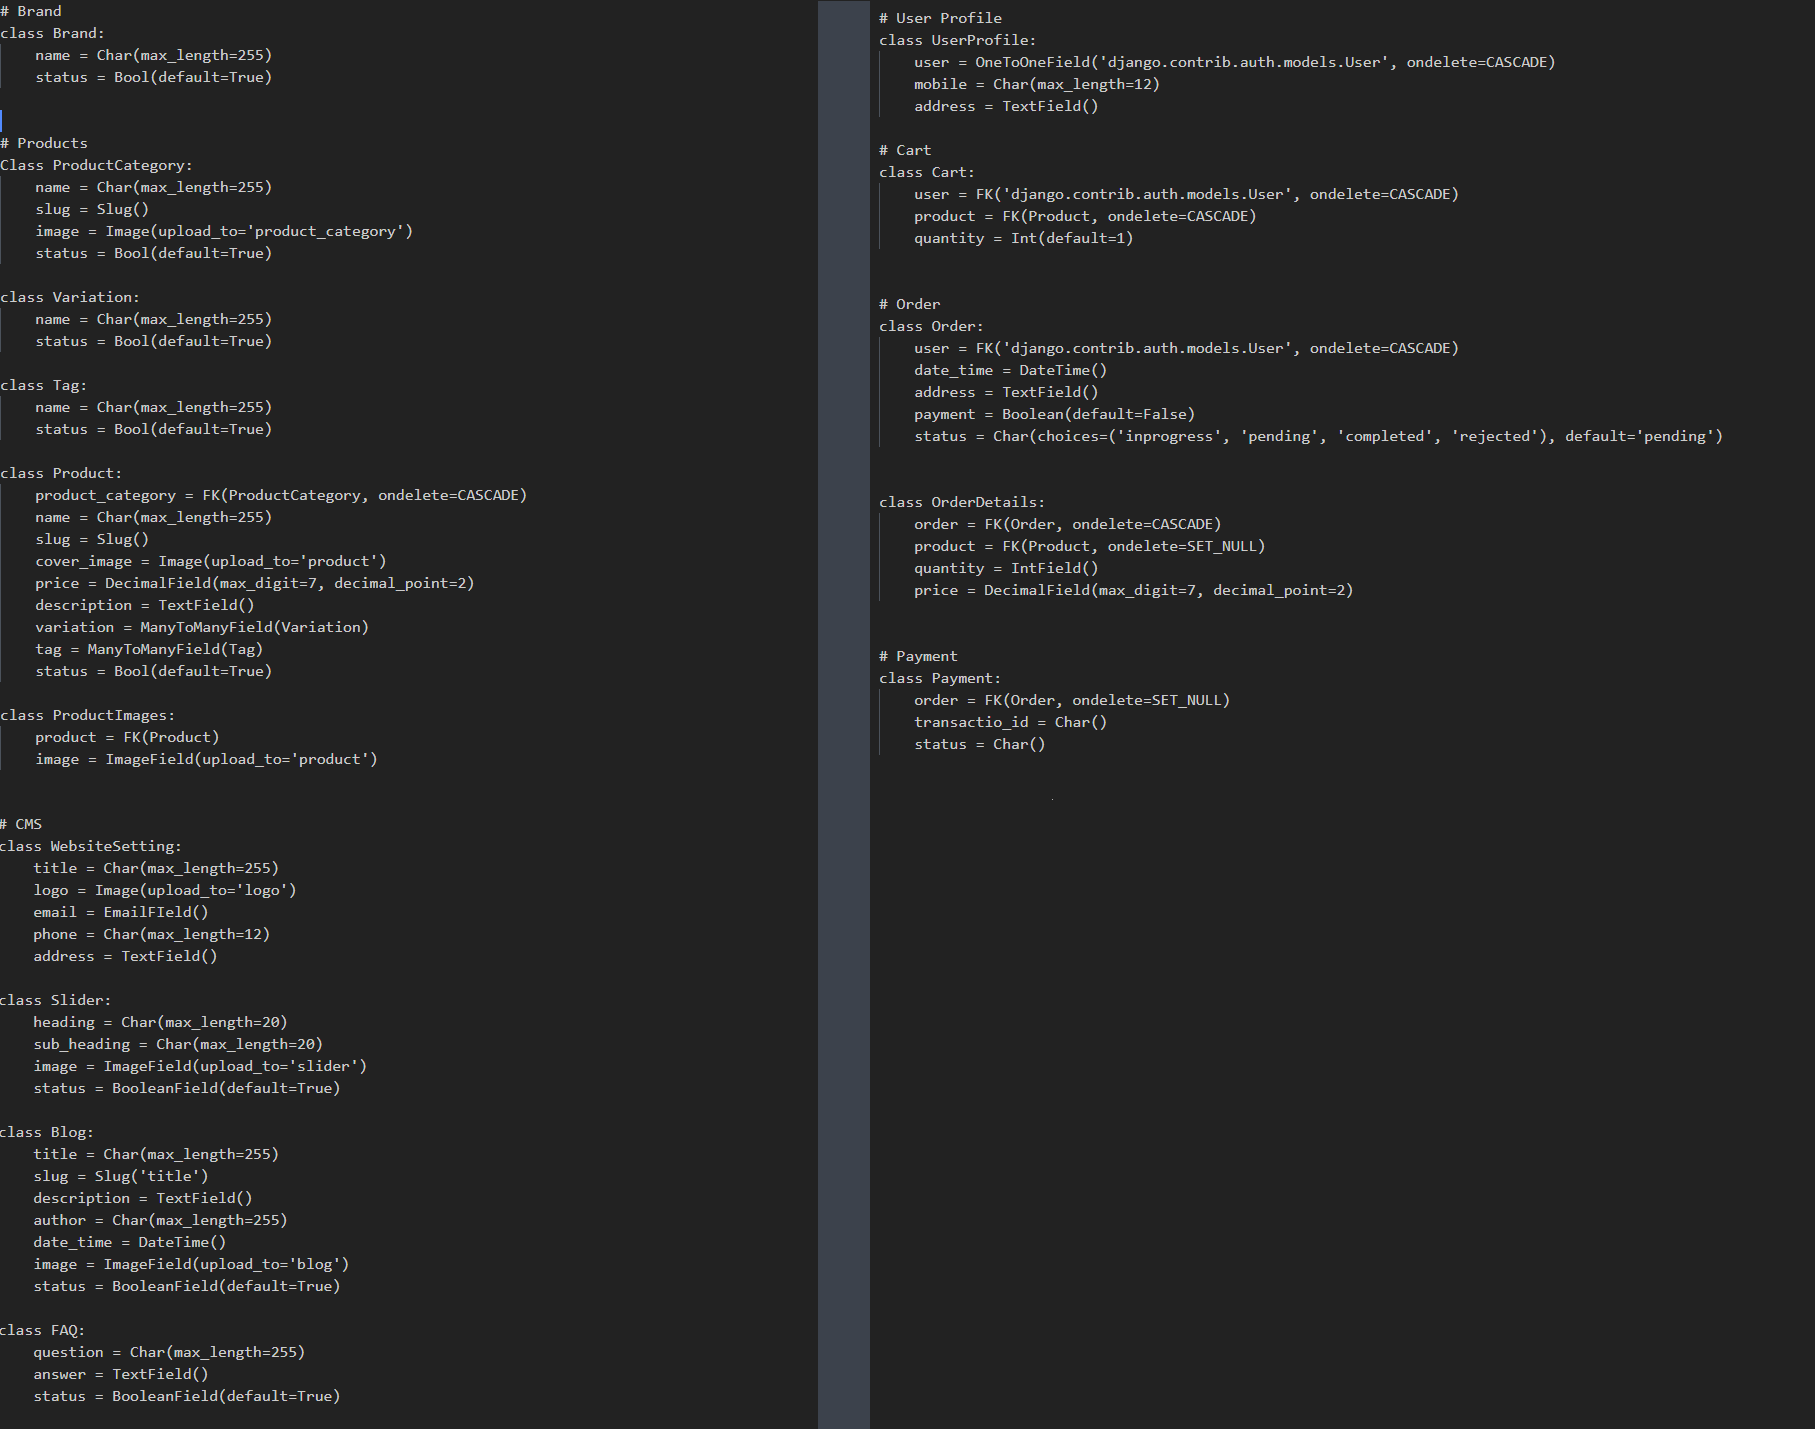 # Brand
class Brand:
    name = Char(max_length=255)
    status = Bool(default=True)

# Products
Class ProductCategory:
    name = Char(max_length=255)
    slug = Slug()
    image = Image(upload_to='product_category')
    status = Bool(default=True)

class Variation:
    name = Char(max_length=255)
    status = Bool(default=True)

class Tag:
    name = Char(max_length=255)
    status = Bool(default=True)

class Product:
    product_category = FK(ProductCategory, ondelete=CASCADE)
    name = Char(max_length=255)
    slug = Slug()
    cover_image = Image(upload_to='product')
    price = DecimalField(max_digit=7, decimal_point=2)
    description = TextField()
    variation = ManyToManyField(Variation)
    tag = ManyToManyField(Tag)
    status = Bool(default=True)

class ProductImages:
    product = FK(Product)
    image = ImageField(upload_to='product')

# CMS
class WebsiteSetting:
    title = Char(max_length=255)
    logo = Image(upload_to='logo')
    email = EmailFIeld()
    phone = Char(max_length=12)
    address = TextField()

class Slider:
    heading = Char(max_length=20)
    sub_heading = Char(max_length=20)
    image = ImageField(upload_to='slider')
    status = BooleanField(default=True)

class Blog:
    title = Char(max_length=255)
    slug = Slug('title')
    description = TextField()
    author = Char(max_length=255)
    date_time = DateTime()
    image = ImageField(upload_to='blog')
    status = BooleanField(default=True)

class FAQ:
    question = Char(max_length=255)
    answer = TextField()
    status = BooleanField(default=True)

# User Profile
class UserProfile:
    user = OneToOneField('django.contrib.auth.models.User', ondelete=CASCADE)
    mobile = Char(max_length=12)
    address = TextField()

# Cart
class Cart:
    user = FK('django.contrib.auth.models.User', ondelete=CASCADE)
    product = FK(Product, ondelete=CASCADE)
    quantity = Int(default=1)

# Order
class Order:
    user = FK('django.contrib.auth.models.User', ondelete=CASCADE)
    date_time = DateTime()
    address = TextField()
    payment = Boolean(default=False)
    status = Char(choices=('inprogress', 'pending', 'completed', 'rejected'), default='pending')

class OrderDetails:
    order = FK(Order, ondelete=CASCADE)
    product = FK(Product, ondelete=SET_NULL)
    quantity = IntField()
    price = DecimalField(max_digit=7, decimal_point=2)

# Payment
class Payment:
    order = FK(Order, ondelete=SET_NULL)
    transactio_id = Char()
    status = Char()